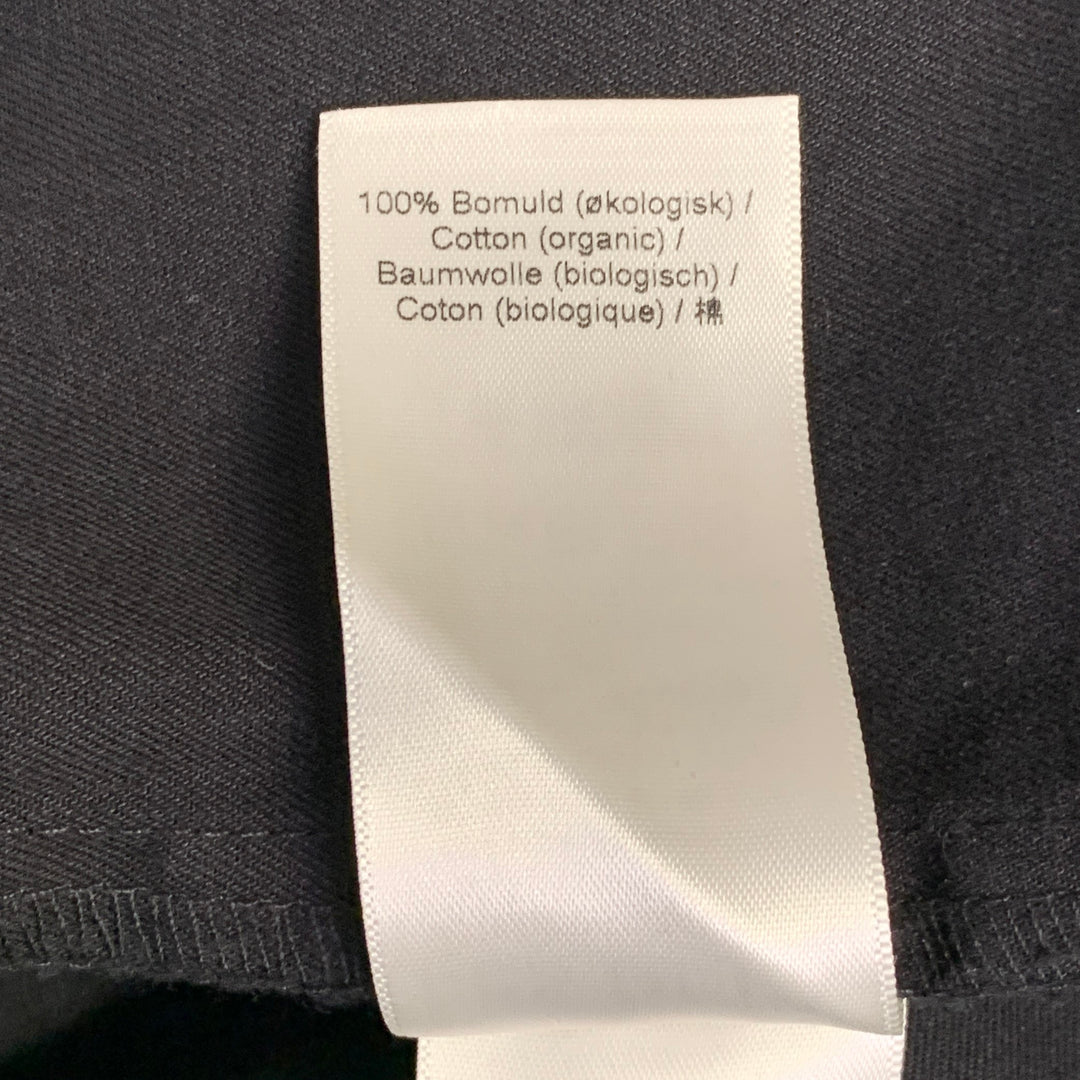 100% Bomuld (økologisk) /
Cotton (organic) /
Baumwolle (biologisch) /
Coton (biologique) / 棉